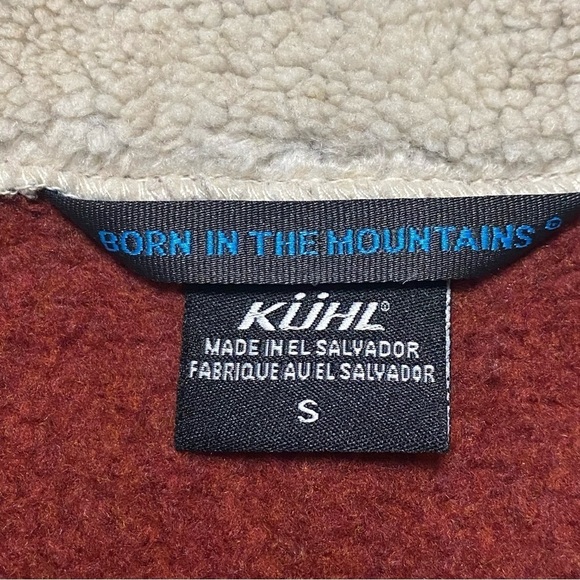 BORN IN THE MOUNTAINS®
KÜHL®
MADE IN EL SALVADOR
FABRIQUE AU EL SALVADOR
S